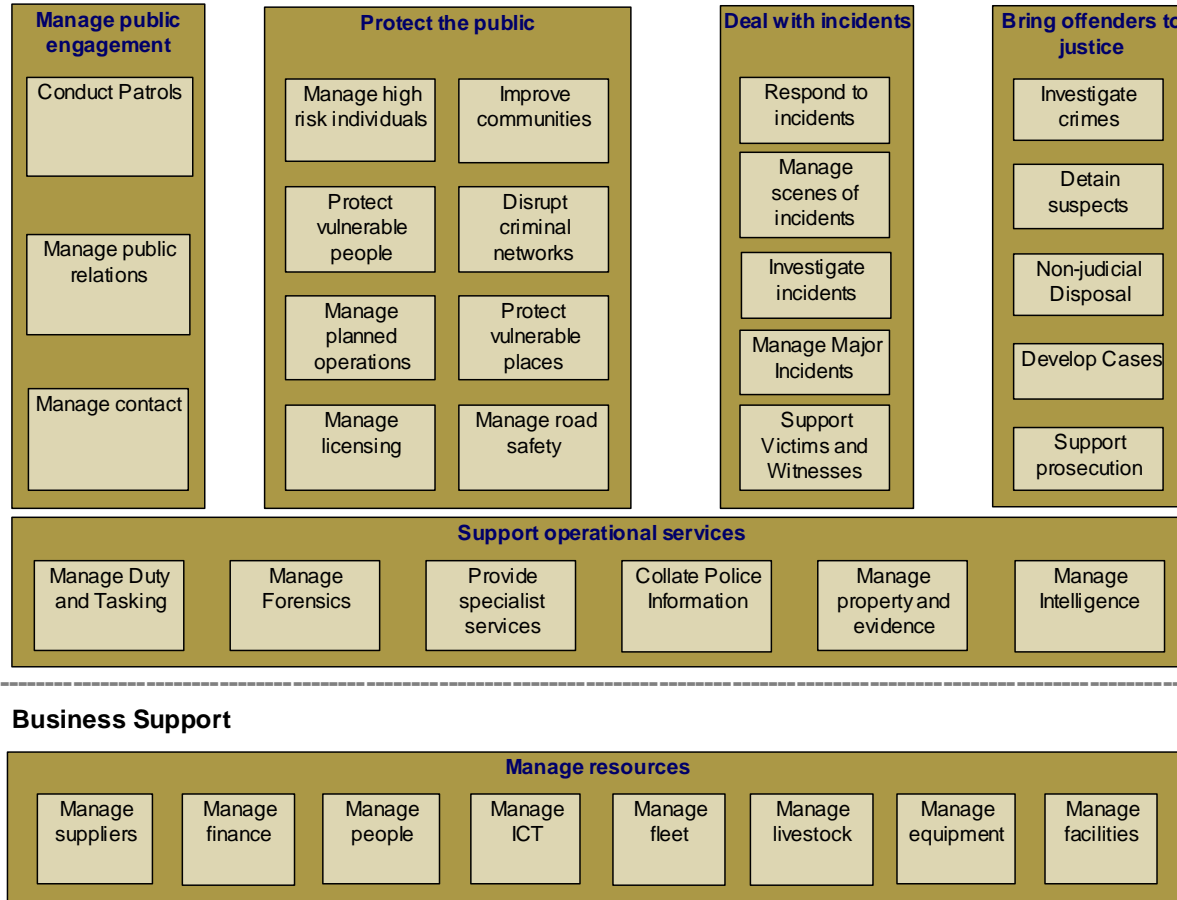 Manage public
engagement
Conduct Patrols
Manage public
relations
Manage contact
Protect the public
Manage high
risk individuals
Improve
communities
Protect
vulnerable
people
Disrupt
criminal
networks
Manage
planned
operations
Protect
vulnerable
places
Manage
licensing
Manage road
safety
Deal with incidents
Respond to
incidents
Manage
scenes of
incidents
Investigate
incidents
Manage Major
Incidents
Support
Victims and
Witnesses
Bring offenders to
justice
Investigate
crimes
Detain
suspects
Non-judicial
Disposal
Develop Cases
Support
prosecution
Support operational services
Manage Duty
and Tasking
Manage
Forensics
Provide
specialist
services
Collate Police
Information
Manage
property and
evidence
Manage
Intelligence
Business Support
Manage resources
Manage
suppliers
Manage
finance
Manage
people
Manage
ICT
Manage
fleet
Manage
livestock
Manage
equipment
Manage
facilities